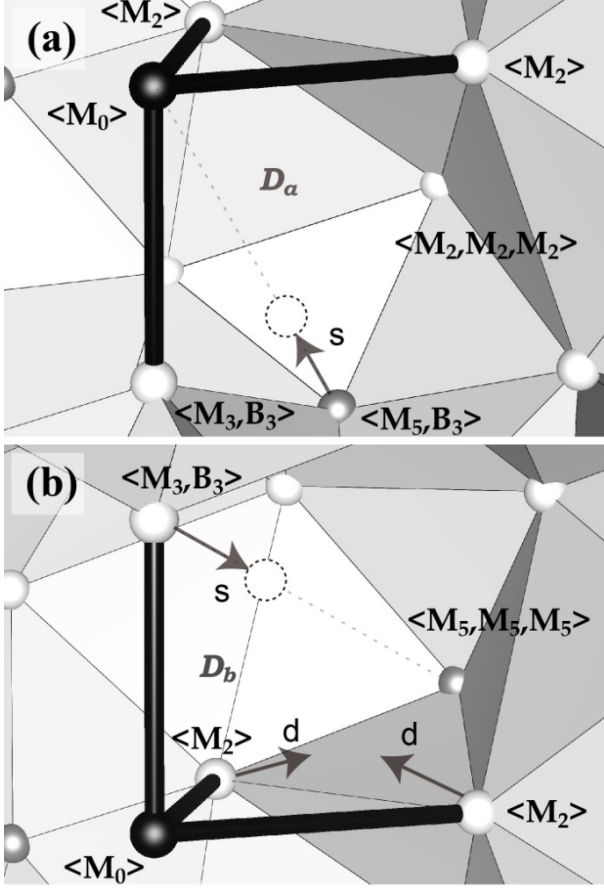 (a)
<M₂>
<M₂>
<M₀>
Dₐ
<M₂,M₂,M₂>
s
<M₃,B₃>
<M₅,B₃>
(b)
<M₃,B₃>
s
<M₅,M₅,M₅>
D_b
<M₂>
d
d
<M₂>
<M₀>